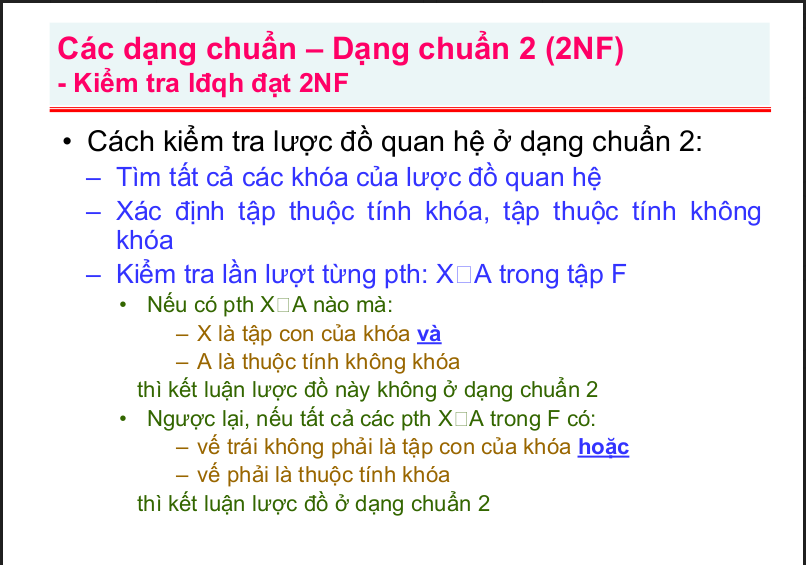 Các dạng chuẩn – Dạng chuẩn 2 (2NF)
- Kiểm tra lđqh đạt 2NF
• Cách kiểm tra lược đồ quan hệ ở dạng chuẩn 2:
– Tìm tất cả các khóa của lược đồ quan hệ
– Xác định tập thuộc tính khóa, tập thuộc tính không
khóa
– Kiểm tra lần lượt từng pth: X□A trong tập F
• Nếu có pth X□A nào mà:
– X là tập con của khóa và
– A là thuộc tính không khóa
thì kết luận lược đồ này không ở dạng chuẩn 2
• Ngược lại, nếu tất cả các pth X□A trong F có:
– vế trái không phải là tập con của khóa hoặc
– vế phải là thuộc tính khóa
thì kết luận lược đồ ở dạng chuẩn 2